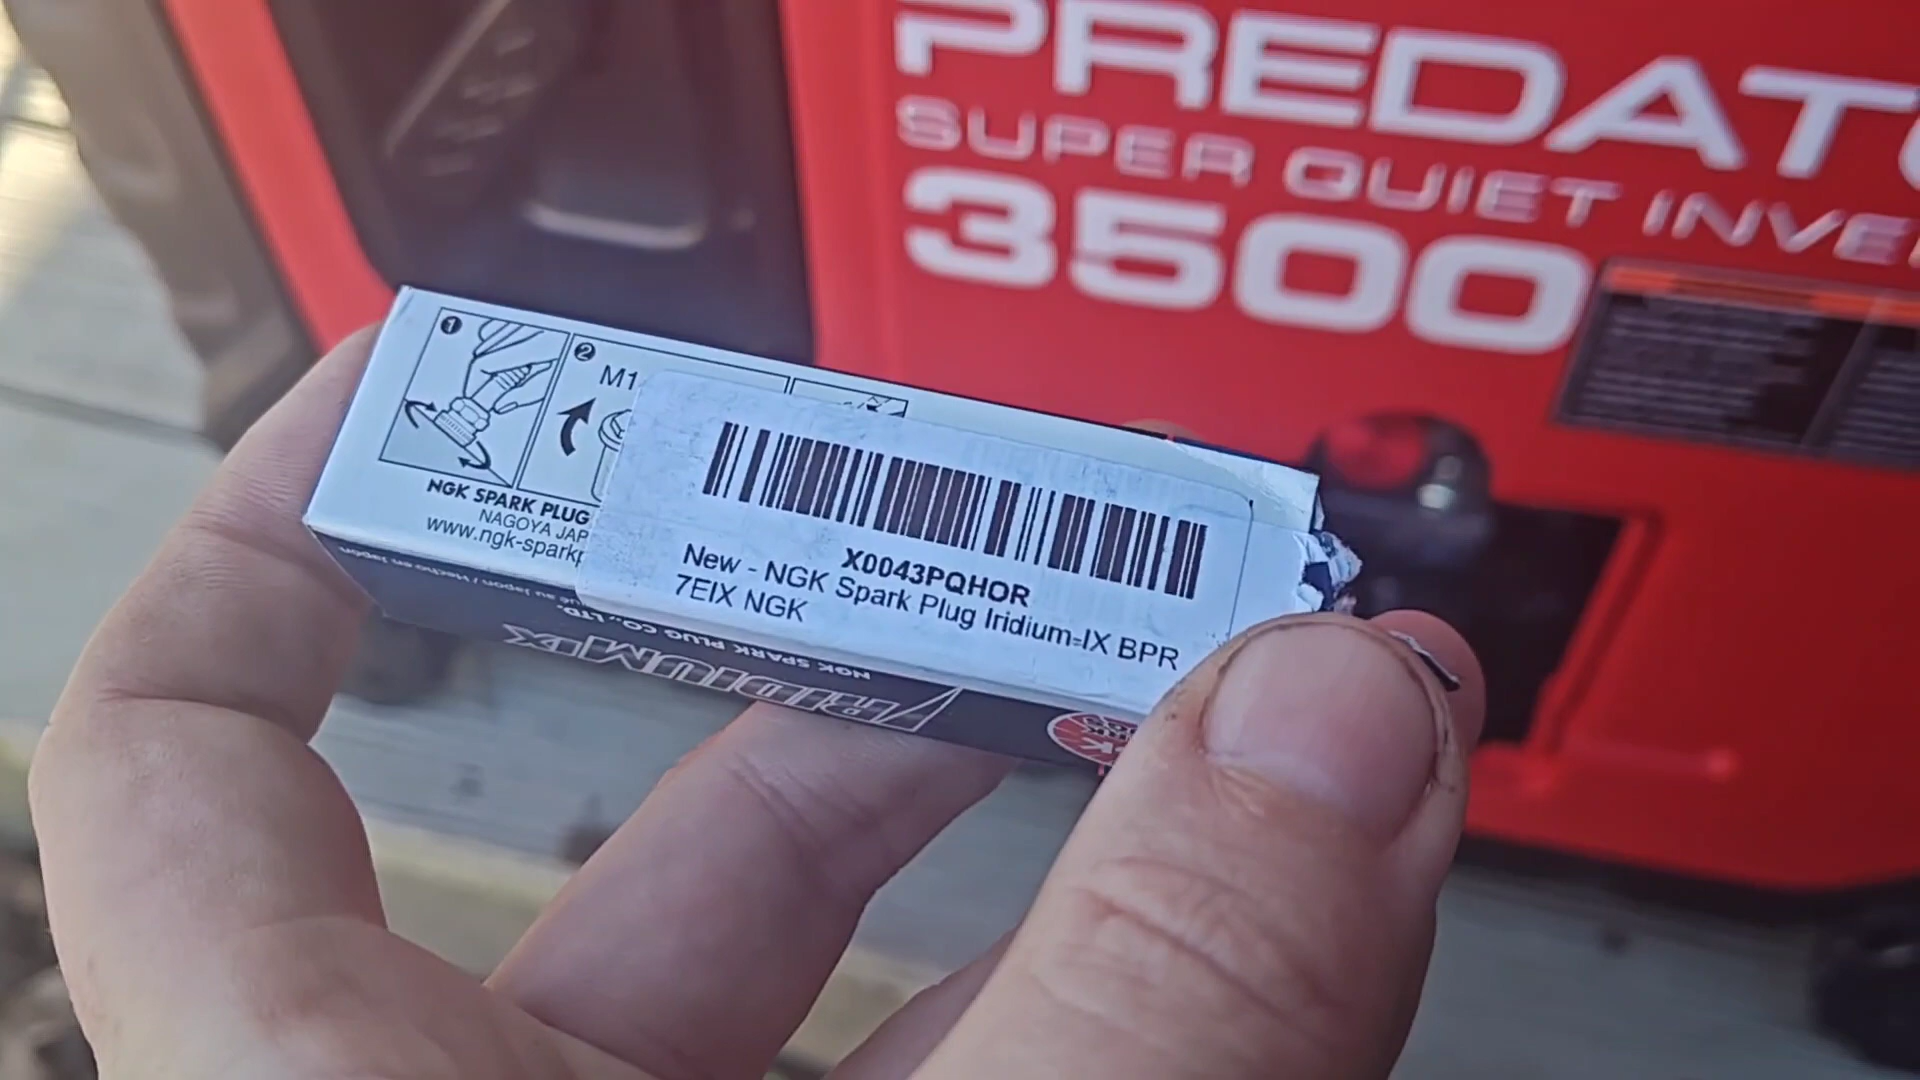 PREDAT
SUPER QUIET INVE
3500
1
2
M1
NGK SPARK PLUG
NAGOYA JAP
www.ngk-sparkp
X0043PQHOR
New - NGK Spark Plug Iridium-IX BPR
7EIX NGK
NGK SPARK PLUG CO., LTD.
IRIDIUM IX